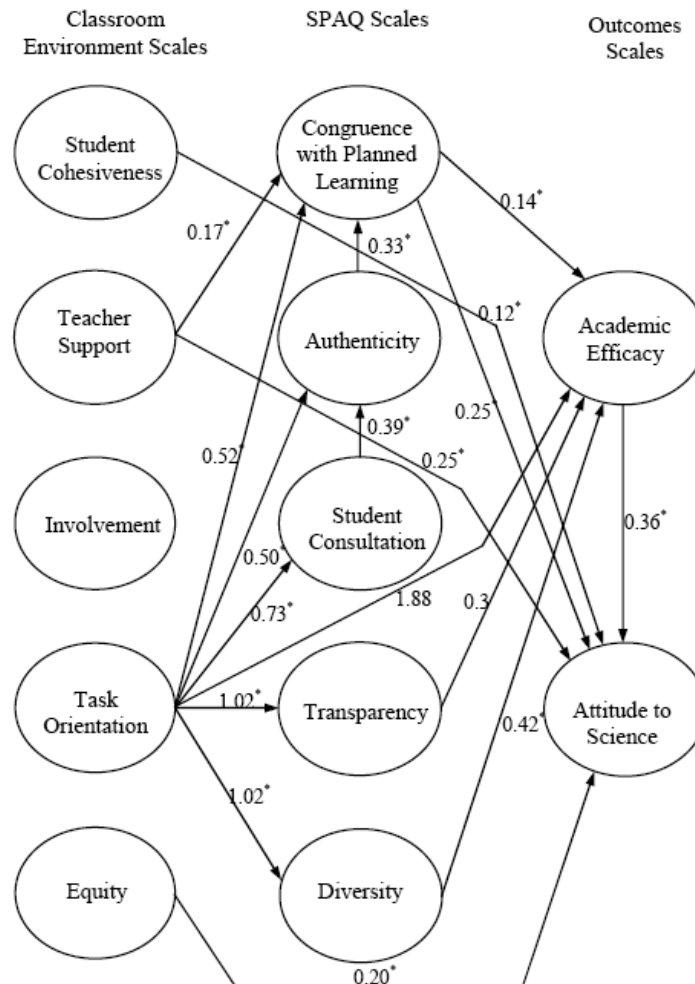 Classroom
Environment Scales
SPAQ Scales
Outcomes
Scales
Student
Cohesiveness
Congruence
with Planned
Learning
0.14*
0.17*
0.33*
Teacher
Support
Authenticity
0.12*
Academic
Efficacy
0.25*
0.39*
0.52*
0.25*
Involvement
Student
Consultation
0.36*
0.50*
0.73*
1.88
0.3
Task
Orientation
1.02*
Transparency
0.42*
Attitude to
Science
1.02*
Equity
Diversity
0.20*